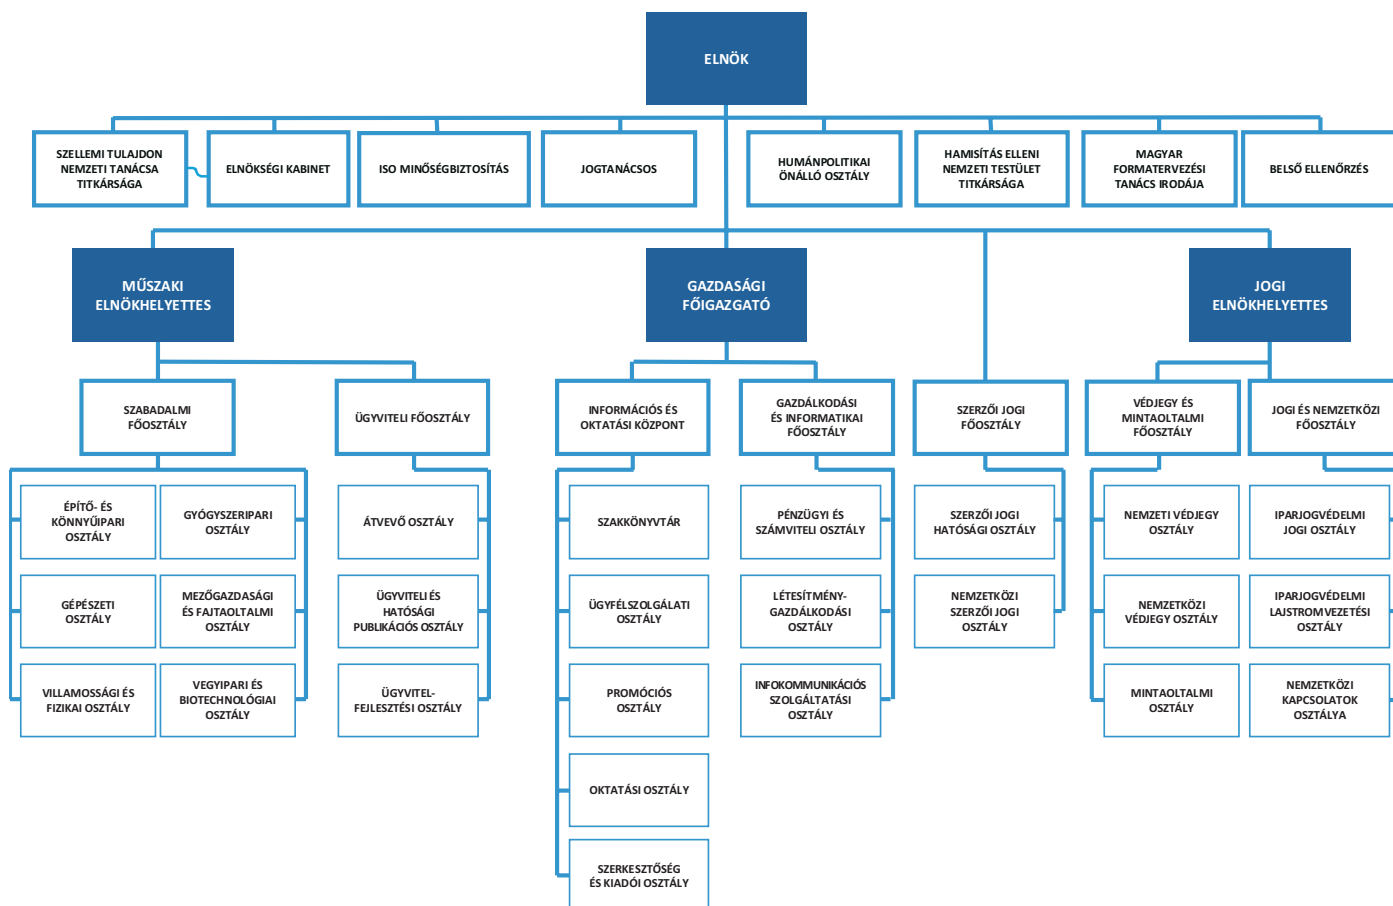 ELNÖK
SZELLEMI TULAJDON
NEMZETI TANÁCSA
TITKÁRSÁGA
ELNÖKSÉGI KABINET
ISO MINŐSÉGBIZTOSÍTÁS
JOGTANÁCSOS
HUMÁNPOLITIKAI
ÖNÁLLÓ OSZTÁLY
HAMISÍTÁS ELLENI
NEMZETI TESTÜLET
TITKÁRSÁGA
MAGYAR
FORMATERVEZÉSI
TANÁCS IRODÁJA
BELSŐ ELLENŐRZÉS
MŰSZAKI
ELNÖKHELYETTES
GAZDASÁGI
FŐIGAZGATÓ
JOGI
ELNÖKHELYETTES
SZABADALMI
FŐOSZTÁLY
ÜGYVITELI FŐOSZTÁLY
INFORMÁCIÓS ÉS
OKTATÁSI KÖZPONT
GAZDÁLKODÁSI
ÉS INFORMATIKAI
FŐOSZTÁLY
SZERZŐI JOGI
FŐOSZTÁLY
VÉDJEGY ÉS
MINTAOLTALMI
FŐOSZTÁLY
JOGI ÉS NEMZETKÖZI
FŐOSZTÁLY
ÉPÍTŐ- ÉS
KÖNNYŰIPARI
OSZTÁLY
GYÓGYSZERIPARI
OSZTÁLY
ÁTVEVŐ OSZTÁLY
SZAKKÖNYVTÁR
PÉNZÜGYI ÉS
SZÁMVITELI OSZTÁLY
SZERZŐI JOGI
HATÓSÁGI OSZTÁLY
NEMZETI VÉDJEGY
OSZTÁLY
IPARJOGVÉDELMI
JOGI OSZTÁLY
GÉPÉSZETI
OSZTÁLY
MEZŐGAZDASÁGI
ÉS FAJTAOLTALMI
OSZTÁLY
ÜGYVITELI ÉS
HATÓSÁGI
PUBLIKÁCIÓS OSZTÁLY
ÜGYFÉLSZOLGÁLATI
OSZTÁLY
LÉTESÍTMÉNY-
GAZDÁLKODÁSI
OSZTÁLY
NEMZETKÖZI
SZERZŐI JOGI
OSZTÁLY
NEMZETKÖZI
VÉDJEGY OSZTÁLY
IPARJOGVÉDELMI
LAJSTROMVEZETÉSI
OSZTÁLY
VILLAMOSSÁGI ÉS
FIZIKAI OSZTÁLY
VEGYIPARI ÉS
BIOTECHNOLÓGIAI
OSZTÁLY
ÜGYVITEL-
FEJLESZTÉSI OSZTÁLY
PROMÓCIÓS
OSZTÁLY
INFOKOMMUNIKÁCIÓS
SZOLGÁLTATÁSI
OSZTÁLY
MINTAOLTALMI
OSZTÁLY
NEMZETKÖZI
KAPCSOLATOK
OSZTÁLYA
OKTATÁSI OSZTÁLY
SZERKESZTŐSÉG
ÉS KIADÓI OSZTÁLY